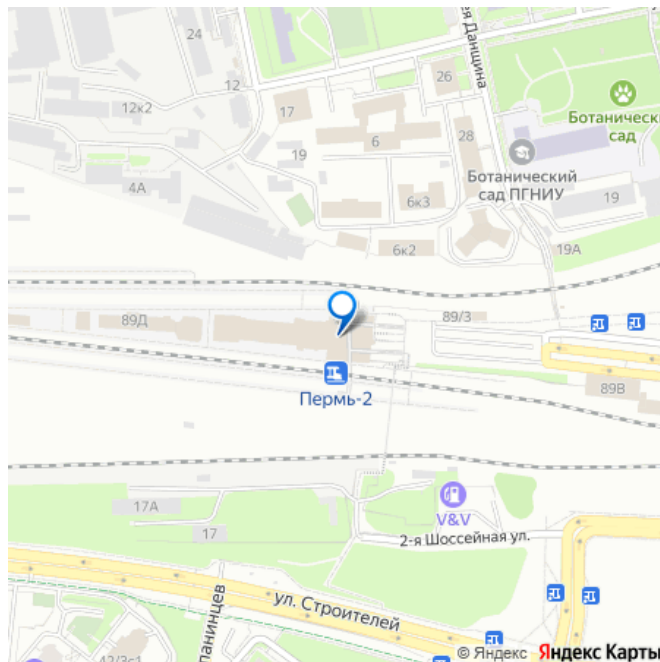 ея Данщина
24
12
26
12к2
17
Ботанический
сад
6
28
19
Ботанический
сад ПГНИУ
4А
6к3
19
6к2
19А
89Д
89/3
Пермь-2
89В
17А
V&V
17
2-я Шоссейная ул.
ул. Строителей
панинцев
42/3с1
© Яндекс Яндекс Карты